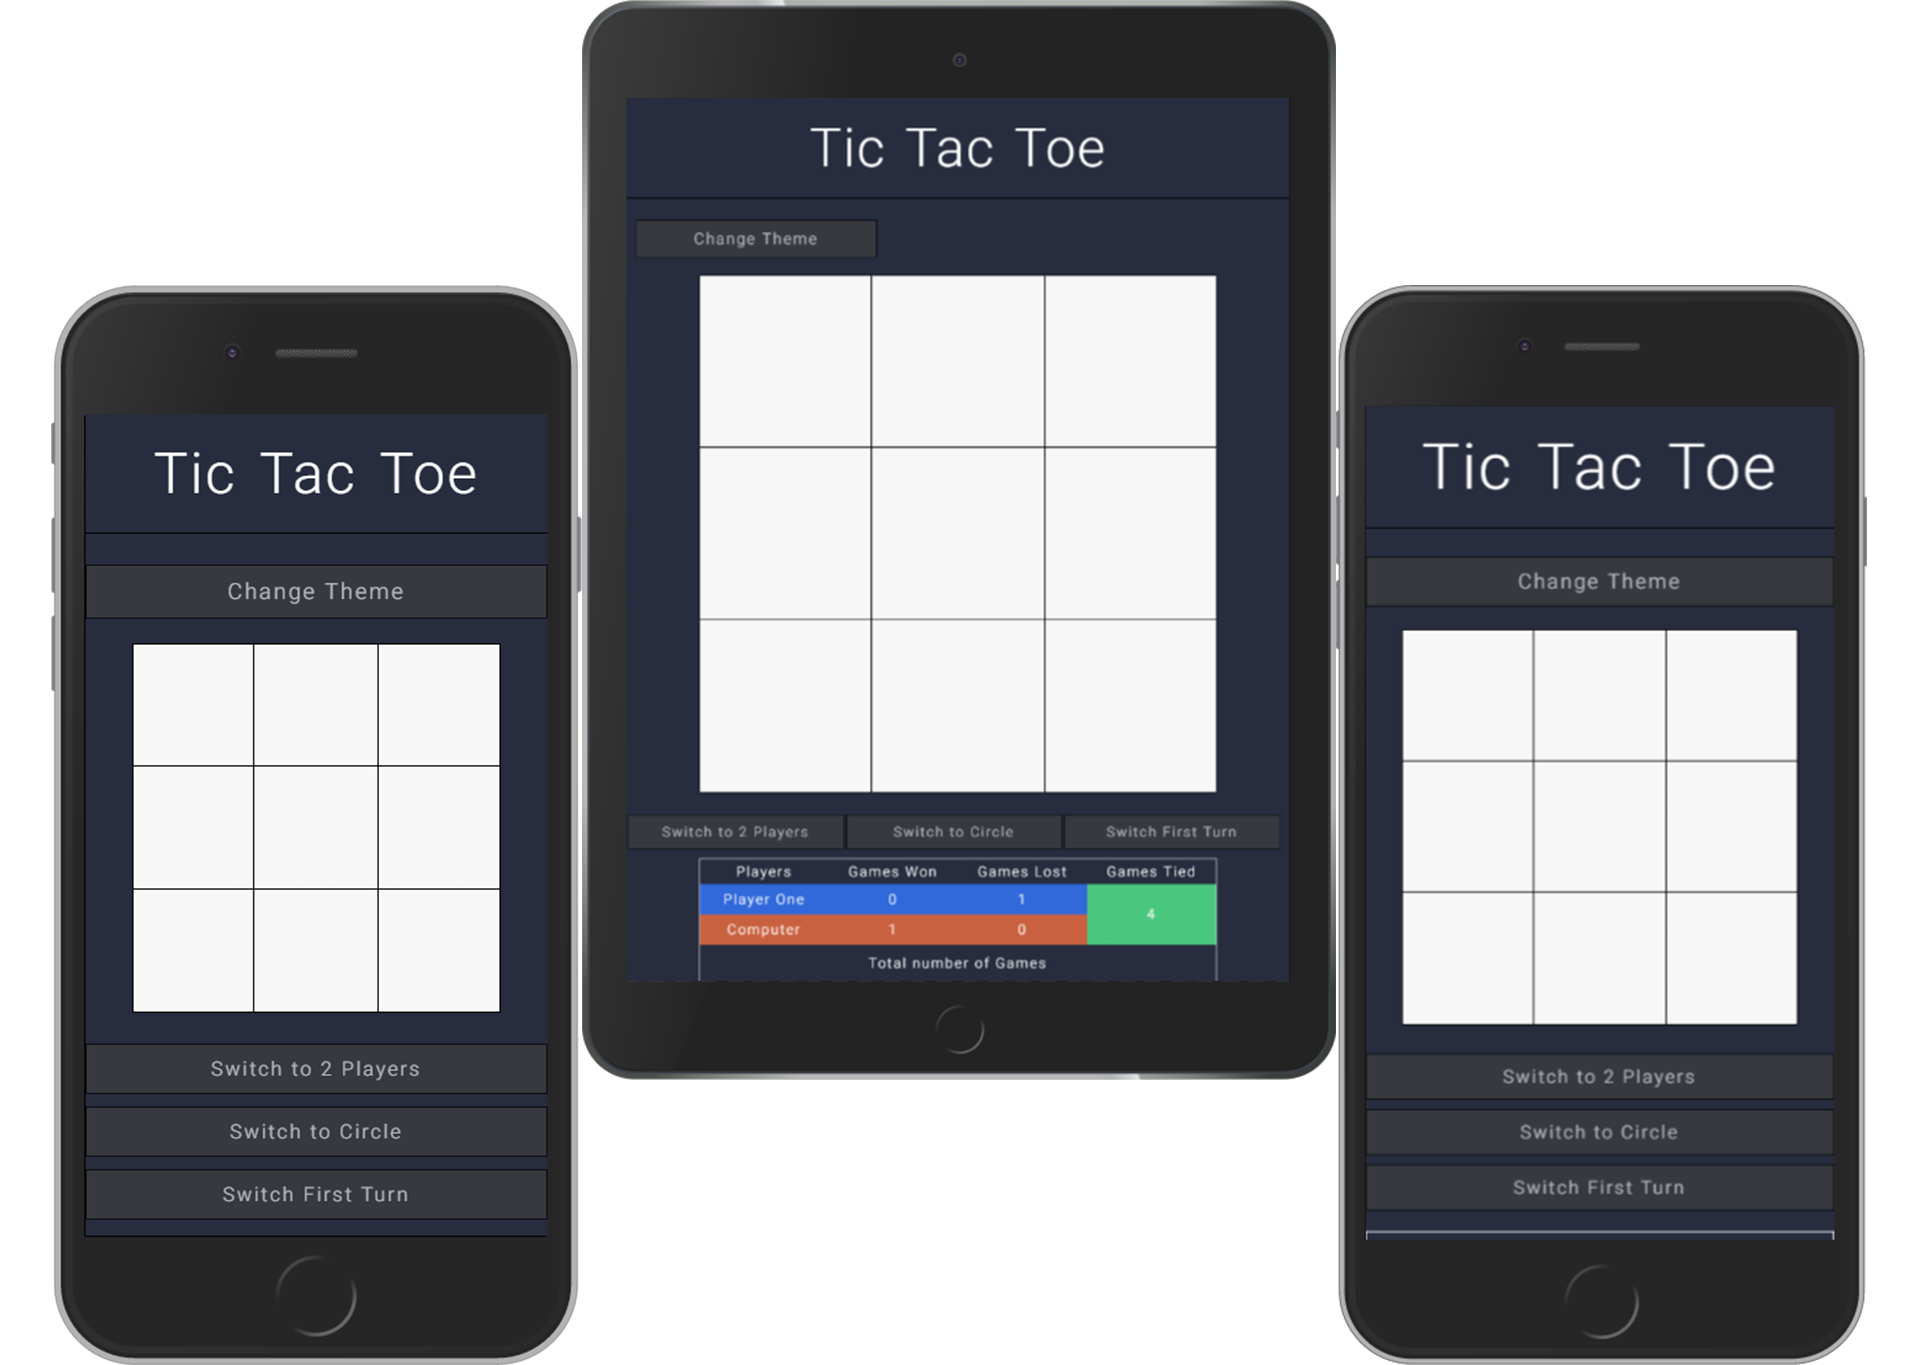 Tic Tac Toe
Change Theme
Switch to 2 Players
Switch to Circle
Switch First Turn
Tic Tac Toe
Change Theme
Switch to 2 Players Switch to Circle Switch First Turn
Players Games Won Games Lost Games Tied
Player One 0 1 4
Computer 1 0
Total number of Games
Tic Tac Toe
Change Theme
Switch to 2 Players
Switch to Circle
Switch First Turn